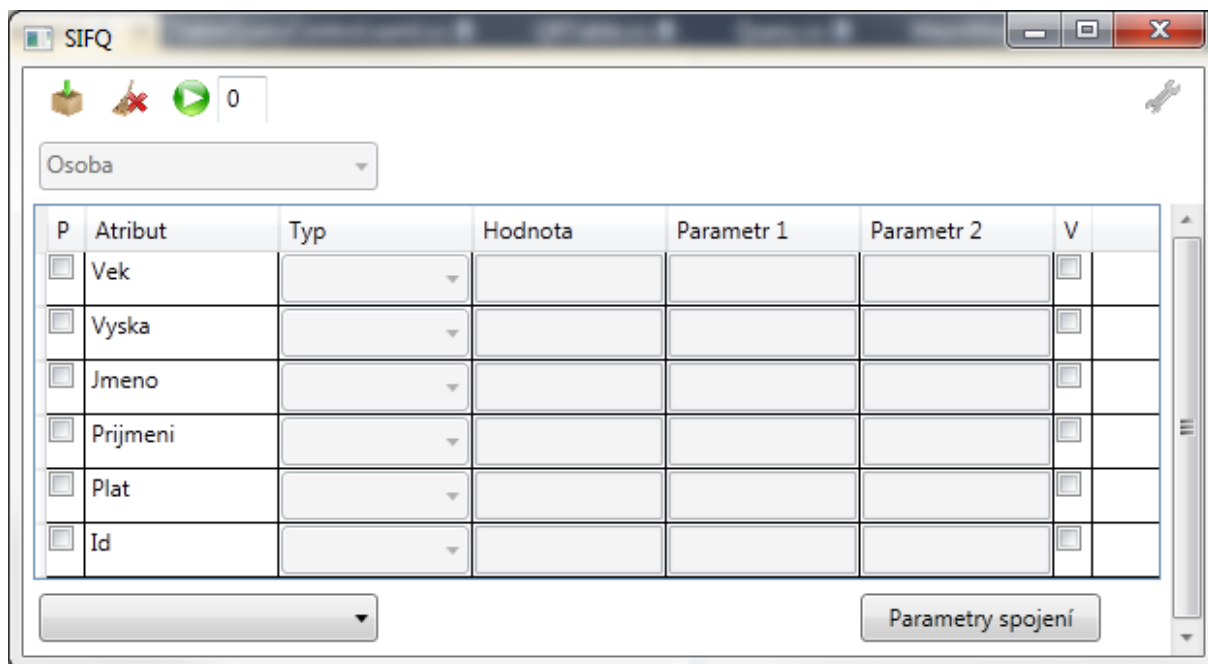 SIFQ
0
Osoba
P Atribut Typ Hodnota Parametr 1 Parametr 2 V
Vek
Vyska
Jmeno
Prijmeni
Plat
Id
Parametry spojení